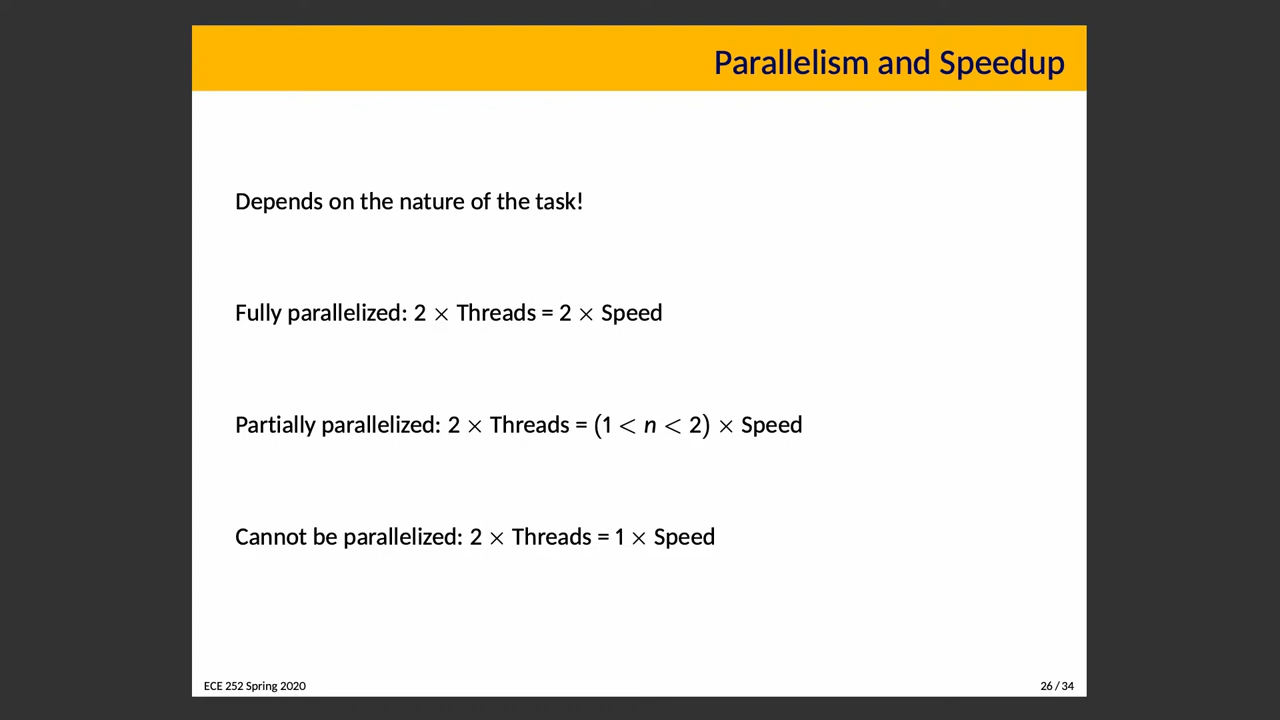 Parallelism and Speedup
Depends on the nature of the task!
Fully parallelized: 2 × Threads = 2 × Speed
Partially parallelized: 2 × Threads = (1 < n < 2) × Speed
Cannot be parallelized: 2 × Threads = 1 × Speed
ECE 252 Spring 2020
26 / 34